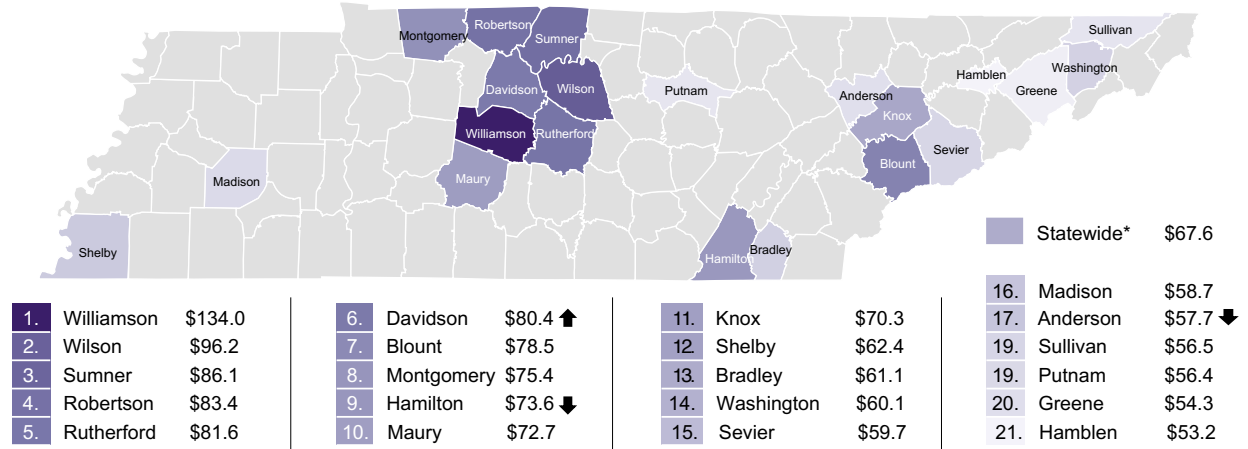 Montgomery
Robertson
Sumner
Sullivan
Davidson
Wilson
Putnam
Anderson
Hamblen
Washington
Greene
Knox
Williamson
Rutherford
Maury
Blount
Sevier
Madison
Shelby
Hamilton
Bradley
Statewide* $67.6
1. Williamson $134.0
2. Wilson $96.2
3. Sumner $86.1
4. Robertson $83.4
5. Rutherford $81.6
6. Davidson $80.4
7. Blount $78.5
8. Montgomery $75.4
9. Hamilton $73.6
10. Maury $72.7
11. Knox $70.3
12. Shelby $62.4
13. Bradley $61.1
14. Washington $60.1
15. Sevier $59.7
16. Madison $58.7
17. Anderson $57.7
19. Sullivan $56.5
19. Putnam $56.4
20. Greene $54.3
21. Hamblen $53.2